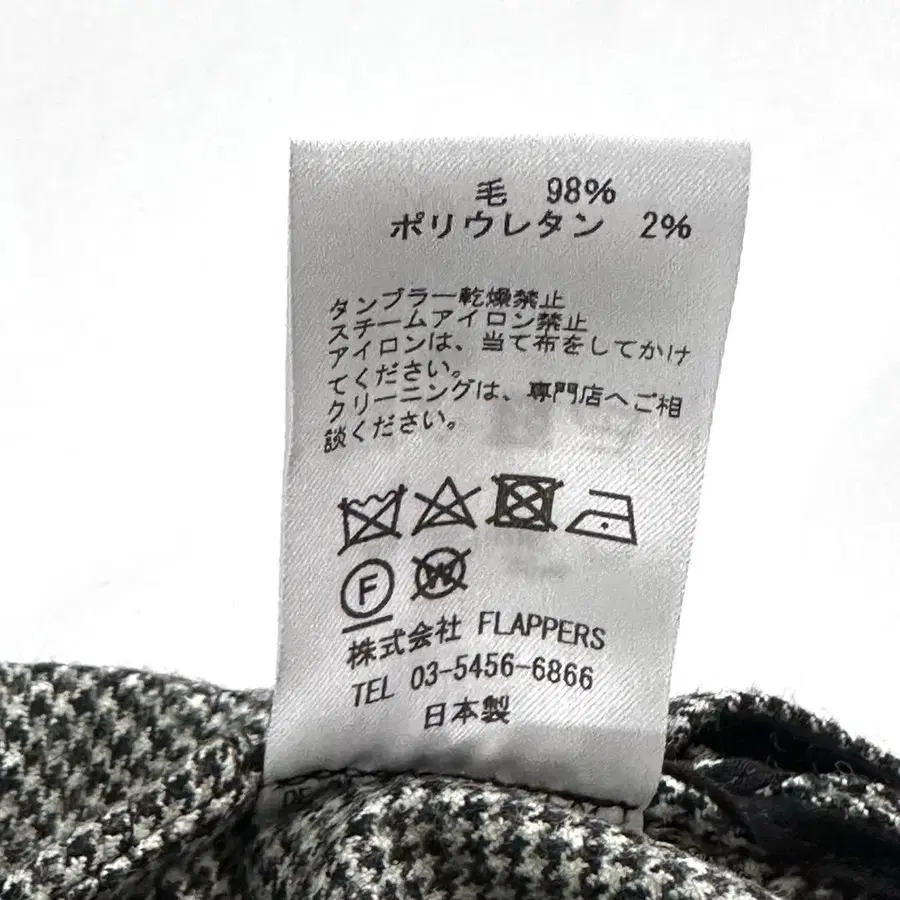 毛 98%
ポリウレタン 2%
タンブラー乾燥禁止
スチームアイロン禁止
アイロンは、当て布をしてかけ
てください。
クリーニングは、専門店へご相
談ください。
F W
株式会社 FLAPPERS
TEL 03-5456-6866
日本製